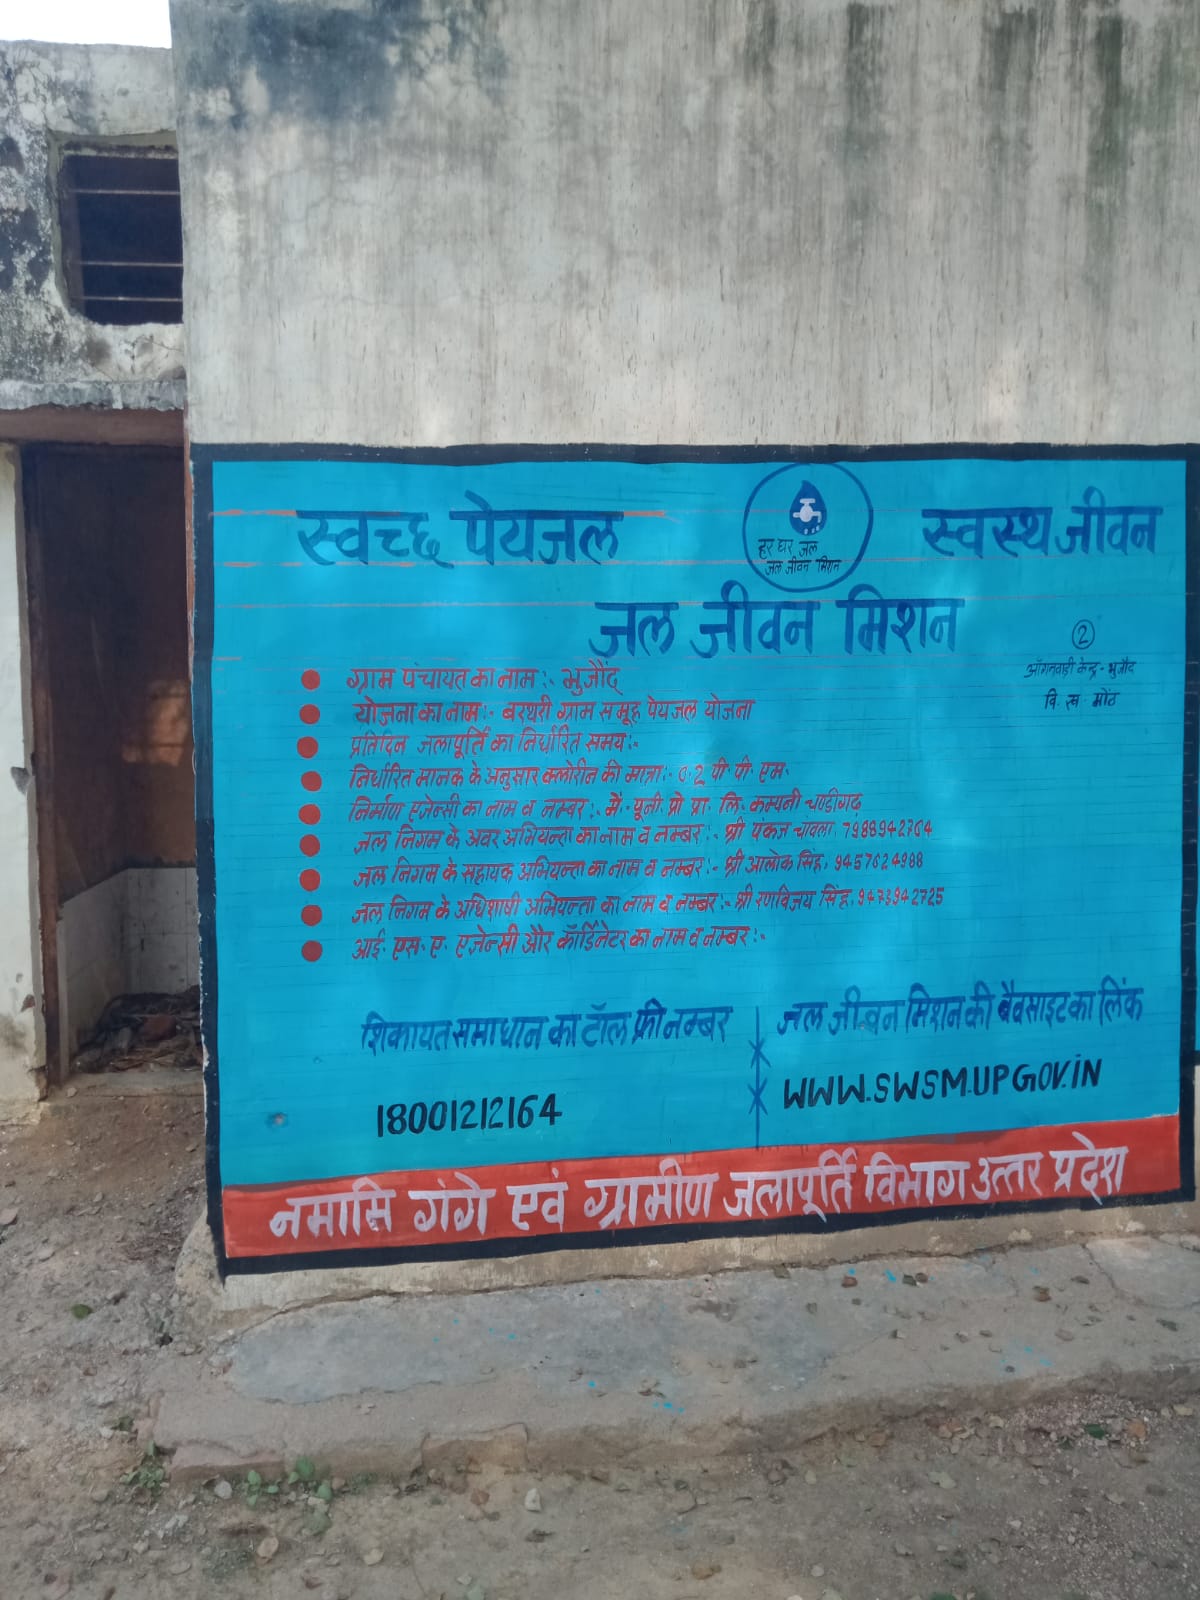 स्वच्छ पेयजल
हर घर जल
जल जीवन मिशन
स्वस्थ जीवन
जल जीवन मिशन
२
आँगनवाड़ी केन्द्र - भुजौंद
वि. ख. मोंठ
ग्राम पंचायत का नाम :- भुजौंद
योजना का नाम :- बरथरी ग्राम समूह पेयजल योजना
प्रतिदिन जलापूर्ति का निर्धारित समय :-
निर्धारित मानक के अनुसार क्लोरीन की मात्रा :- 0.2 पी. पी. एम.
निर्माण एजेन्सी का नाम व नम्बर :- मै. यूनी. प्रो. प्रा. लि. कम्पनी चण्डीगढ़
जल निगम के अवर अभियन्ता का नाम व नम्बर :- श्री पंकज चावला, 7988942764
जल निगम के सहायक अभियन्ता का नाम व नम्बर :- श्री आलोक सिंह, 9457624988
जल निगम के अधिशाषी अभियन्ता का नाम व नम्बर :- श्री रणविजय सिंह, 9473942725
आई. एस. ए. एजेन्सी और कॉर्डिनेटर का नाम व नम्बर :-
शिकायत समाधान का टॉल फ्री नम्बर
18001212164
जल जीवन मिशन की बैवसाइट का लिंक
WWW.SWSM.UPGOV.iN
नमामि गंगे एवं ग्रामीण जलापूर्ति विभाग उत्तर प्रदेश